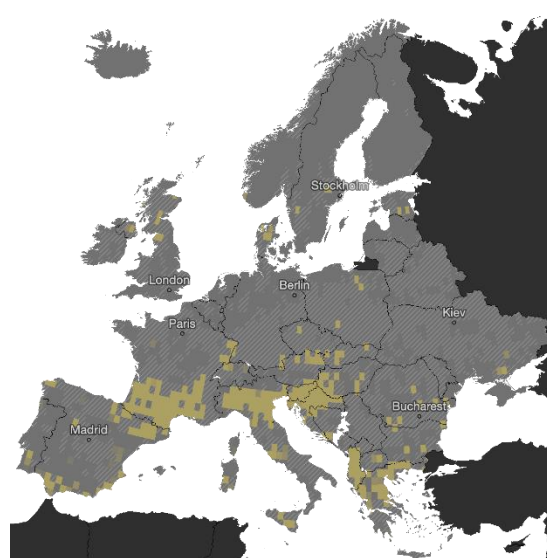 Stockholm
London
Berlin
Paris
Kiev
Bucharest
Madrid